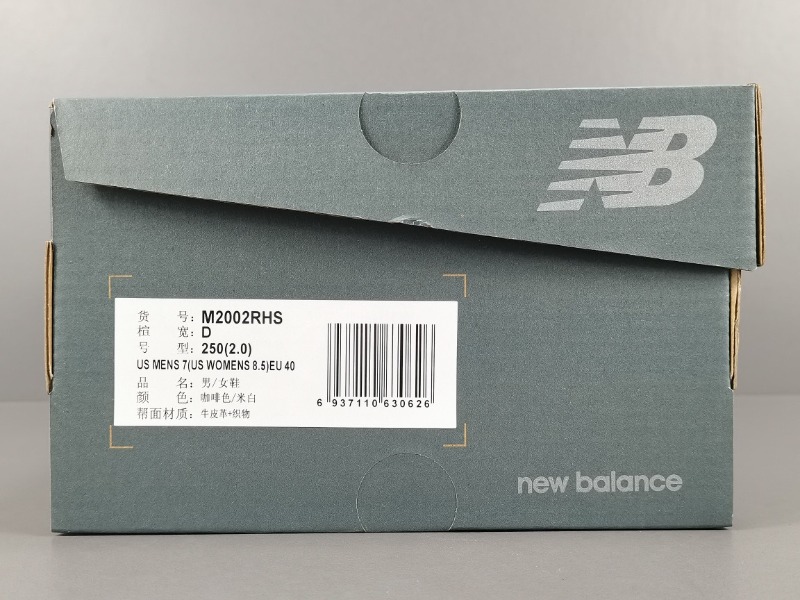 NB
货 号: M2002RHS
楦 宽: D
号 型: 250(2.0)
US MENS 7(US WOMENS 8.5)EU 40
品 名: 男/女鞋
颜 色: 咖啡色/米白
帮面材质: 牛皮革+织物
6 937110 630626
new balance